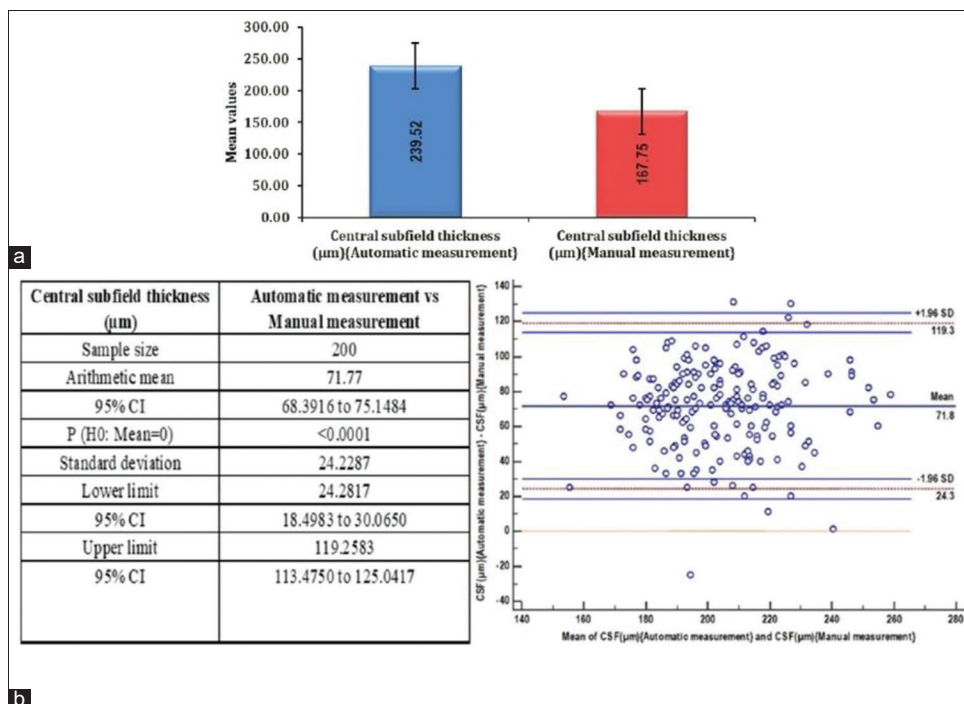 300.00
250.00
200.00
150.00
100.00
50.00
0.00
Mean values
239.52
167.75
Central subfield thickness
(μm){Automatic measurement}
Central subfield thickness
(μm){Manual measurement}
a
Central subfield thickness
(μm)
Automatic measurement vs
Manual measurement
Sample size
200
Arithmetic mean
71.77
95% CI
68.3916 to 75.1484
P (H0: Mean=0)
<0.0001
Standard deviation
24.2287
Lower limit
24.2817
95% CI
18.4983 to 30.0650
Upper limit
119.2583
95% CI
113.4750 to 125.0417
CSF(μm){Automatic measurement} - CSF(μm){Manual measurement}
140
120
100
80
60
40
20
0
-20
-40
+1.96 SD
119.3
Mean
71.8
-1.96 SD
24.3
140
160
180
200
220
240
260
280
Mean of CSF(μm){Automatic measurement} and CSF(μm){Manual measurement}
b